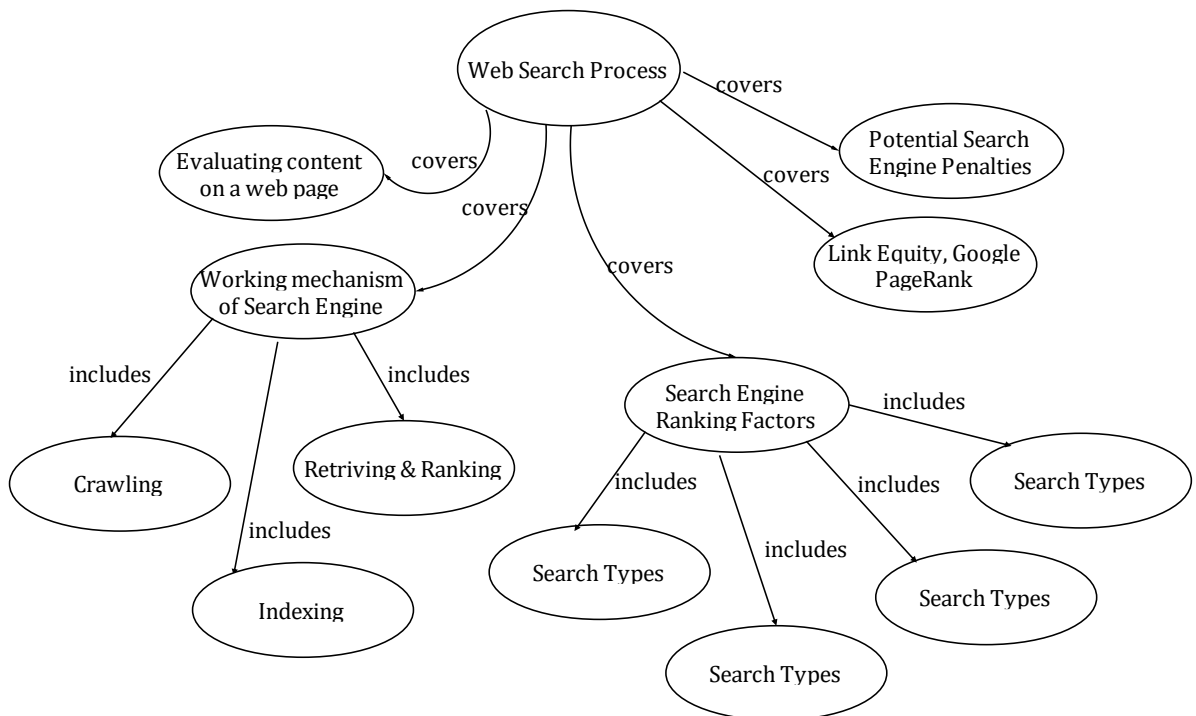 Web Search Process
covers
Potential Search
Engine Penalties
Evaluating content
on a web page
covers
covers
covers
Link Equity, Google
PageRank
Working mechanism
of Search Engine
covers
includes
includes
Search Engine
Ranking Factors
includes
Crawling
Retriving & Ranking
includes
includes
Search Types
includes
includes
Search Types
Search Types
Indexing
Search Types